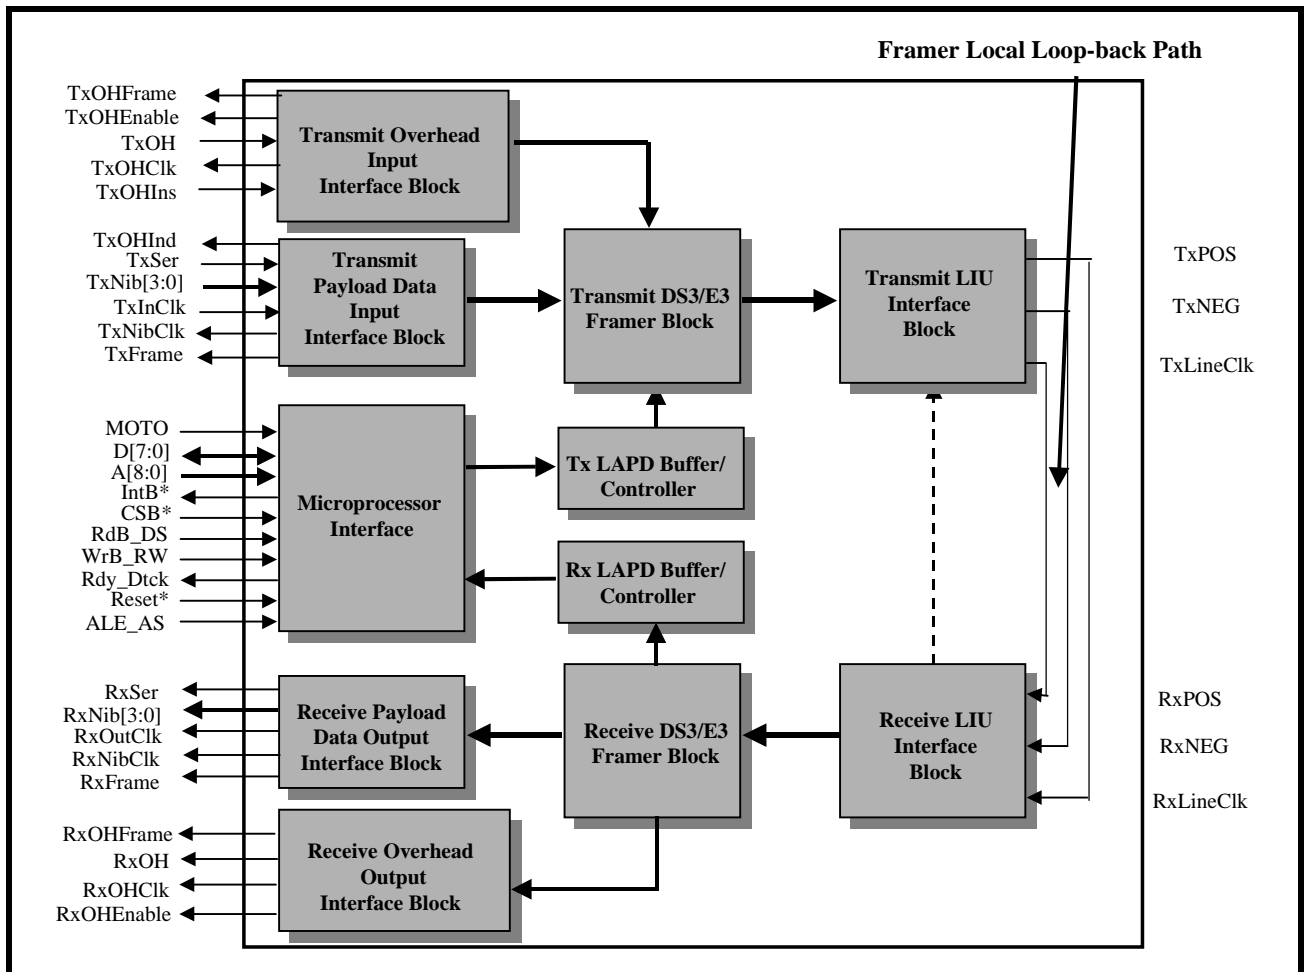 Framer Local Loop-back Path
TxOHFrame
TxOHEnable
TxOH
TxOHClk
TxOHIns
Transmit Overhead
Input
Interface Block
TxOHInd
TxSer
TxNib[3:0]
TxInClk
TxNibClk
TxFrame
Transmit
Payload Data
Input
Interface Block
Transmit DS3/E3
Framer Block
Transmit LIU
Interface
Block
TxPOS
TxNEG
TxLineClk
MOTO
D[7:0]
A[8:0]
IntB*
CSB*
RdB_DS
WrB_RW
Rdy_Dtck
Reset*
ALE_AS
Microprocessor
Interface
Tx LAPD Buffer/
Controller
Rx LAPD Buffer/
Controller
RxSer
RxNib[3:0]
RxOutClk
RxNibClk
RxFrame
Receive Payload
Data Output
Interface Block
Receive DS3/E3
Framer Block
Receive LIU
Interface
Block
RxPOS
RxNEG
RxLineClk
RxOHFrame
RxOH
RxOHClk
RxOHEnable
Receive Overhead
Output
Interface Block